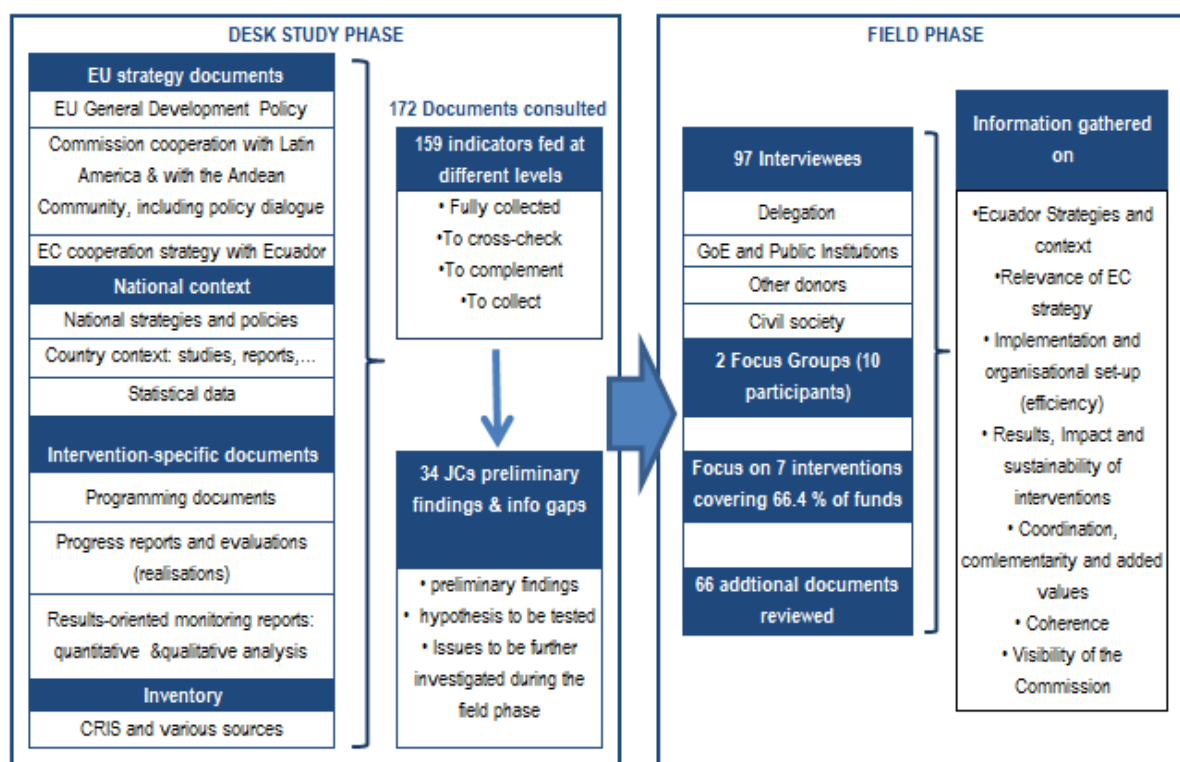 DESK STUDY PHASE
EU strategy documents
EU General Development Policy
Commission cooperation with Latin
America & with the Andean
Community, including policy dialogue
EC cooperation strategy with Ecuador
National context
National strategies and policies
Country context: studies, reports,...
Statistical data
Intervention-specific documents
Programming documents
Progress reports and evaluations
(realisations)
Results-oriented monitoring reports:
quantitative &qualitative analysis
Inventory
CRIS and various sources
172 Documents consulted
159 indicators fed at
different levels
• Fully collected
•To cross-check
•To complement
•To collect
34 JCs preliminary
findings & info gaps
• preliminary findings
• hypothesis to be tested
• Issues to be further
investigated during the
field phase
FIELD PHASE
97 Interviewees
Delegation
GoE and Public Institutions
Other donors
Civil society
2 Focus Groups (10
participants)
Focus on 7 interventions
covering 66.4 % of funds
66 addtional documents
reviewed
Information gathered
on
•Ecuador Strategies and
context
•Relevance of EC
strategy
• Implementation and
organisational set-up
(efficiency)
• Results, Impact and
sustainability of
interventions
• Coordination,
comlementarity and added
values
• Coherence
• Visibility of the
Commission